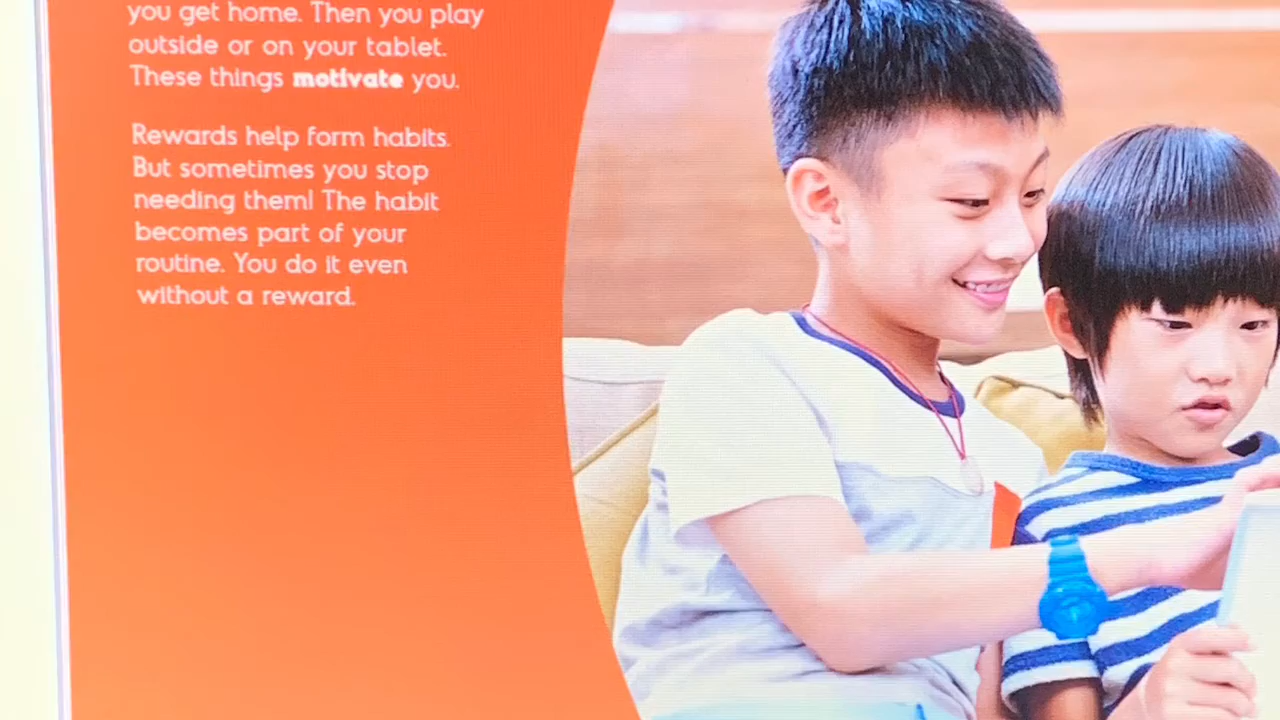 you get home. Then you play
outside or on your tablet.
These things motivate you.
Rewards help form habits.
But sometimes you stop
needing them! The habit
becomes part of your
routine. You do it even
without a reward.